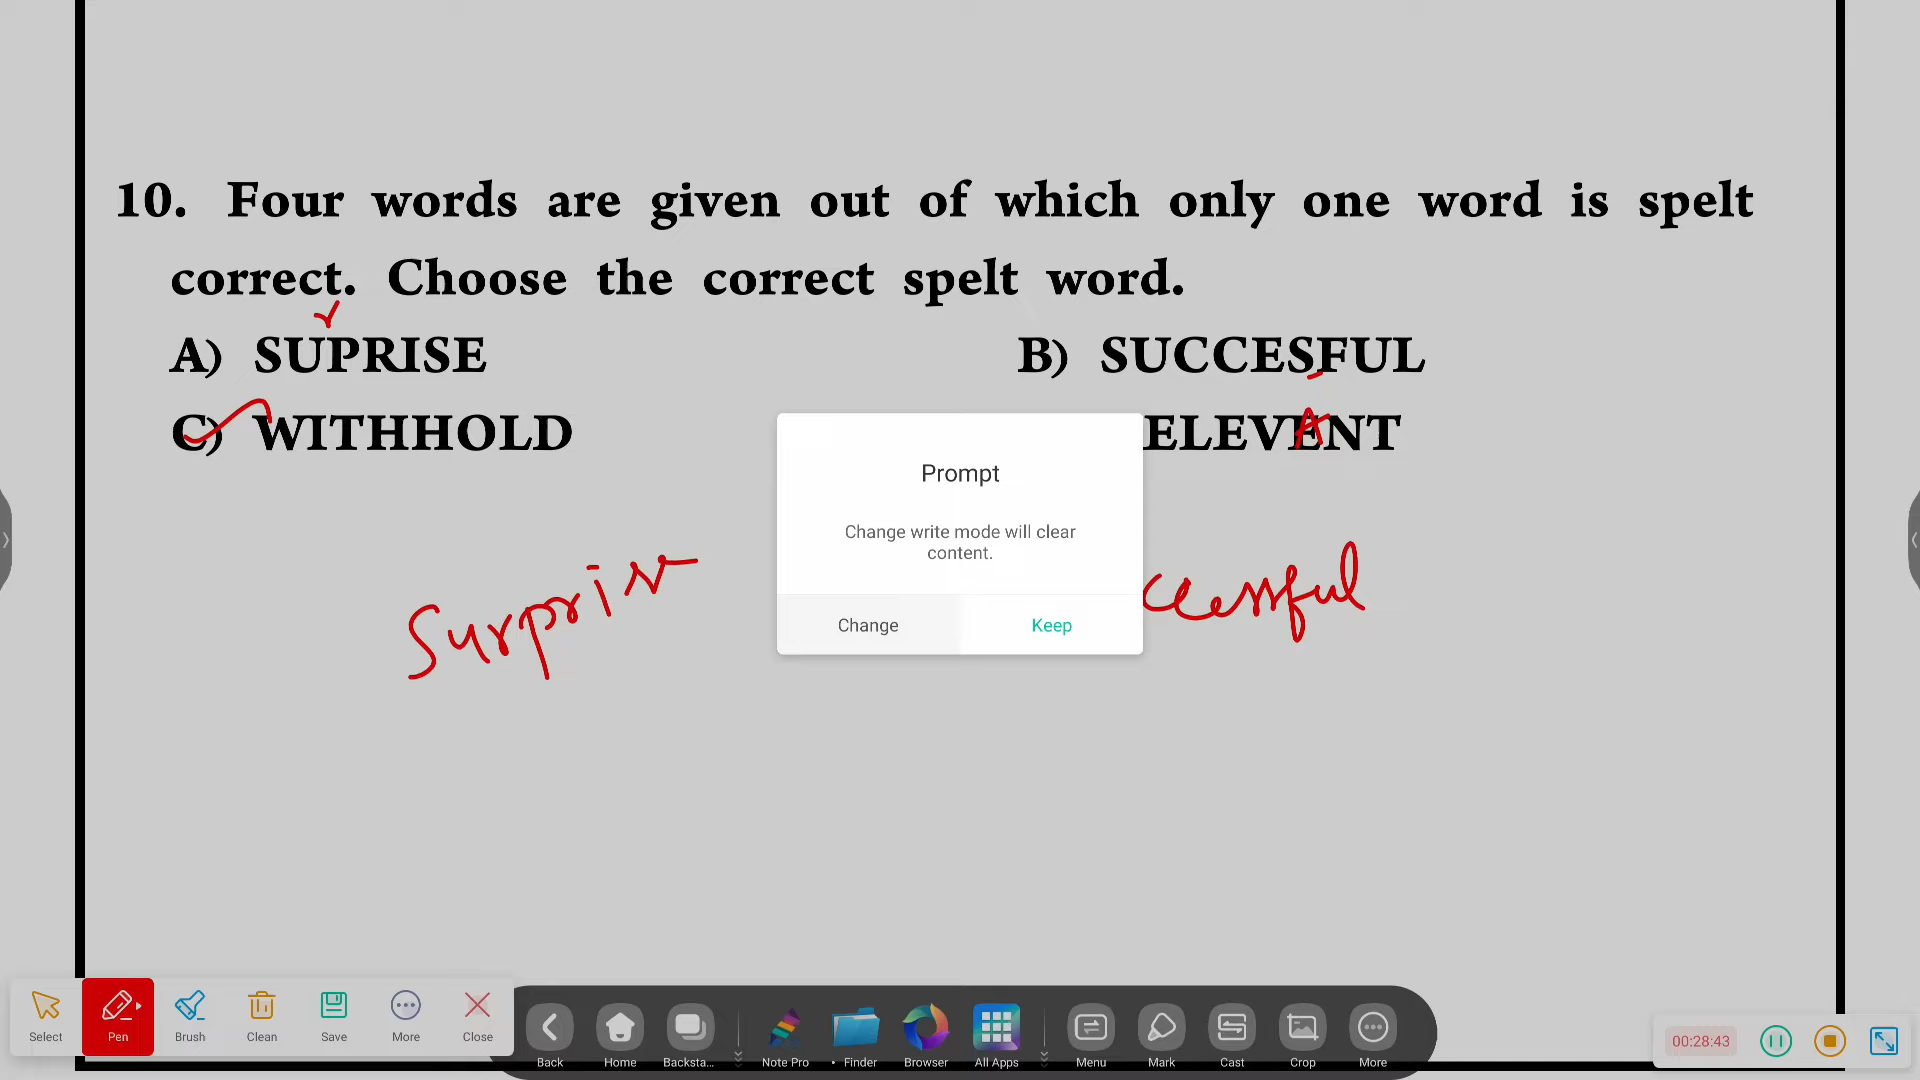 10. Four words are given out of which only one word is spelt
correct. Choose the correct spelt word.
A) SUPRISE
B) SUCCESFUL
C) WITHHOLD
ELEVENT
A
Prompt
Change write mode will clear
content.
Change
Keep
Surprise
ccessful
Select
Pen
Brush
Clean
Save
More
Close
Back
Home
Backsta...
Note Pro
• Finder
Browser
All Apps
Menu
Mark
Cast
Crop
More
00:28:43